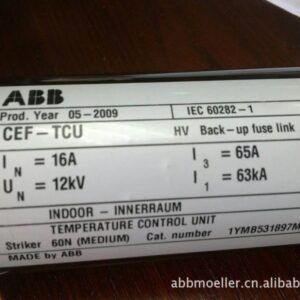 ABB
Prod. Year 05-2009 IEC 60282-1
CEF-TCU HV Back-up fuse link
IN = 16A I3 = 65A
UN = 12kV I1 = 63kA
INDOOR - INNERRAUM
TEMPERATURE CONTROL UNIT
Striker 60N (MEDIUM) Cat. number 1YMB531897M
MADE by ABB
abbmoeller.cn.alibaba.com